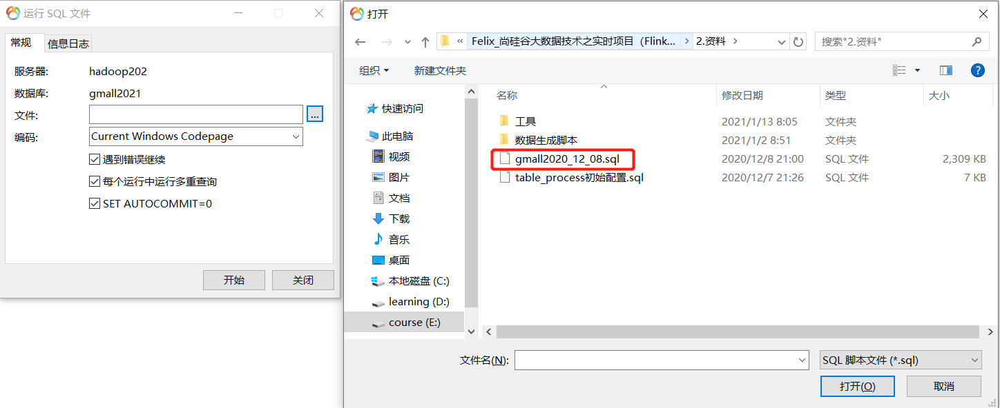 运行 SQL 文件
常规
信息日志
服务器:
hadoop202
数据库:
gmall2021
文件:
...
编码:
Current Windows Codepage
遇到错误继续
每个运行中运行多重查询
SET AUTOCOMMIT=0
开始
关闭
打开
« Felix_尚硅谷大数据技术之实时项目（Flink... › 2.资料 ›
搜索"2.资料"
组织
新建文件夹
?
快速访问
此电脑
视频
图片
文档
下载
音乐
桌面
本地磁盘 (C:)
learning (D:)
course (E:)
名称 修改日期 类型 大小
工具 2021/1/13 8:05 文件夹
数据生成脚本 2021/1/2 8:51 文件夹
gmall2020_12_08.sql 2020/12/8 21:00 SQL 文件 2,309 KB
table_process初始配置.sql 2020/12/7 21:26 SQL 文件 7 KB
文件名(N):
SQL 脚本文件 (*.sql)
打开(O)
取消